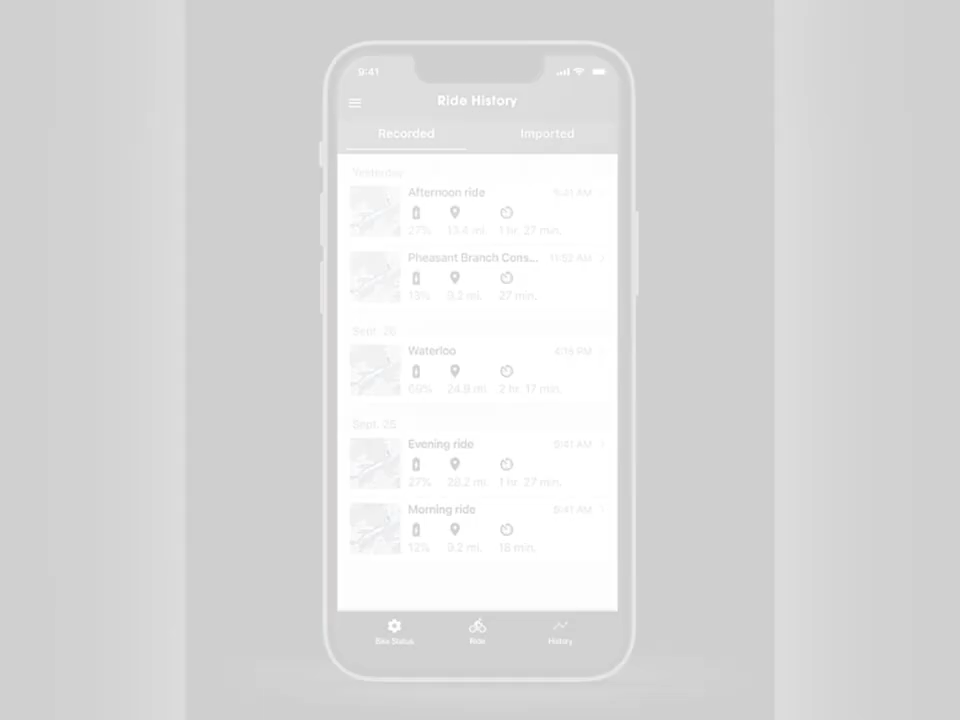 9:41
Ride History
Recorded Imported
Yesterday
Afternoon ride 9:41 AM
27% 13.4 mi. 1 hr. 27 min.
Pheasant Branch Cons... 11:52 AM
13% 9.2 mi. 27 min.
Sept. 26
Waterloo 4:15 PM
69% 24.9 mi. 2 hr. 17 min.
Sept. 25
Evening ride 9:41 AM
27% 28.2 mi. 1 hr. 27 min.
Morning ride 9:41 AM
12% 9.2 mi. 18 min.
Bike Status Ride History